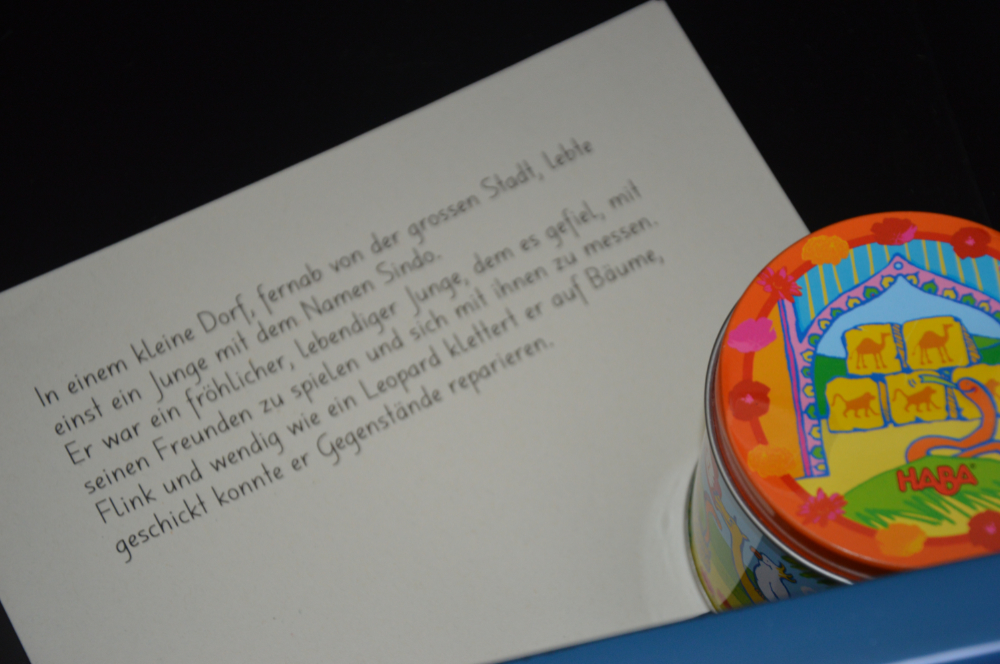 In einem kleine Dorf, fernab von der grossen Stadt, lebte
einst ein Junge mit dem Namen Sindo.
Er war ein fröhlicher, lebendiger Junge, dem es gefiel, mit
seinen Freunden zu spielen und sich mit ihnen zu messen.
Flink und wendig wie ein Leopard klettert er auf Bäume,
geschickt konnte er Gegenstände reparieren.
HABA